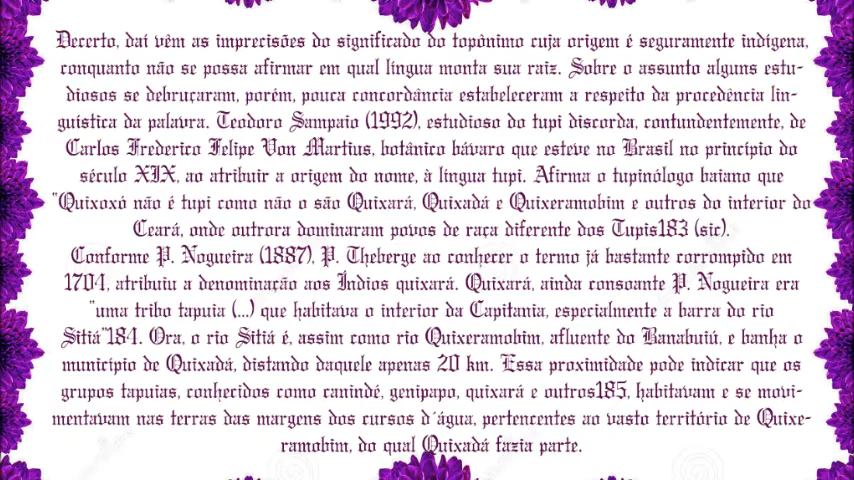 Decerto, daí vêm as imprecisões do significado do topônimo cuja origem é seguramente indígena,
conquanto não se possa afirmar em qual língua monta sua raiz. Sobre o assunto alguns estu-
diosos se debruçaram, porém, pouca concordância estabeleceram a respeito da procedência lin-
guística da palavra. Teodoro Sampaio (1992), estudioso do tupi discorda, contundentemente, de
Carlos Frederico Felipe Von Martius, botânico bávaro que esteve no Brasil no princípio do
século XIX, ao atribuir a origem do nome, à língua tupi. Afirma o tupinólogo baiano que
"Quixoxó não é tupi como não o são Quixará, Quixadá e Quixeramobim e outros do interior do
Ceará, onde outrora dominaram povos de raça diferente dos Tupis183 (sic).
Conforme P. Nogueira (1887), P. Theberge ao conhecer o termo já bastante corrompido em
1704, atribuiu a denominação aos Índios quixará. Quixará, ainda consoante P. Nogueira era
"uma tribo tapuia (...) que habitava o interior da Capitania, especialmente a barra do rio
Sitiá"184. Ora, o rio Sitiá é, assim como rio Quixeramobim, afluente do Banabuiú, e banha o
município de Quixadá, distando daquele apenas 20 km. Essa proximidade pode indicar que os
grupos tapuias, conhecidos como canindé, genipapo, quixará e outros185, habitavam e se movi-
mentavam nas terras das margens dos cursos d´água, pertencentes ao vasto território de Quixe-
ramobim, do qual Quixadá fazia parte.